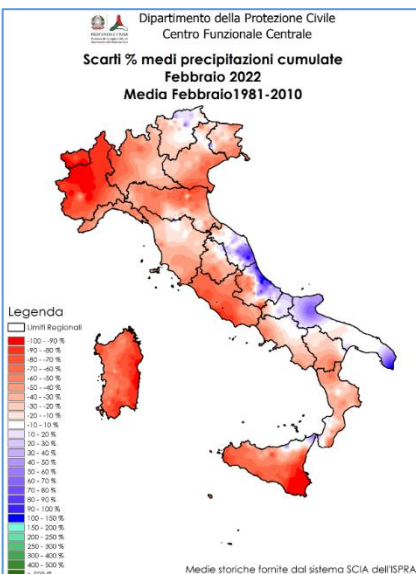 Dipartimento della Protezione Civile
Centro Funzionale Centrale
Scarti % medi precipitazioni cumulate
Febbraio 2022
Media Febbraio1981-2010
Legenda
Limiti Regionali
-100 - -90 %
-90 - -80 %
-80 - -70 %
-70 - -60 %
-60 - -50 %
-50 - -40 %
-40 - -30 %
-30 - -20 %
-20 - -10 %
-10 - 10 %
10 - 20 %
20 - 30 %
30 - 40 %
40 - 50 %
50 - 60 %
60 - 70 %
70 - 80 %
80 - 90 %
90 - 100 %
100 - 150 %
150 - 200 %
200 - 250 %
250 - 300 %
300 - 400 %
400 - 500 %
> 500 %
Medie storiche fornite dal sistema SCIA dell'ISPRA